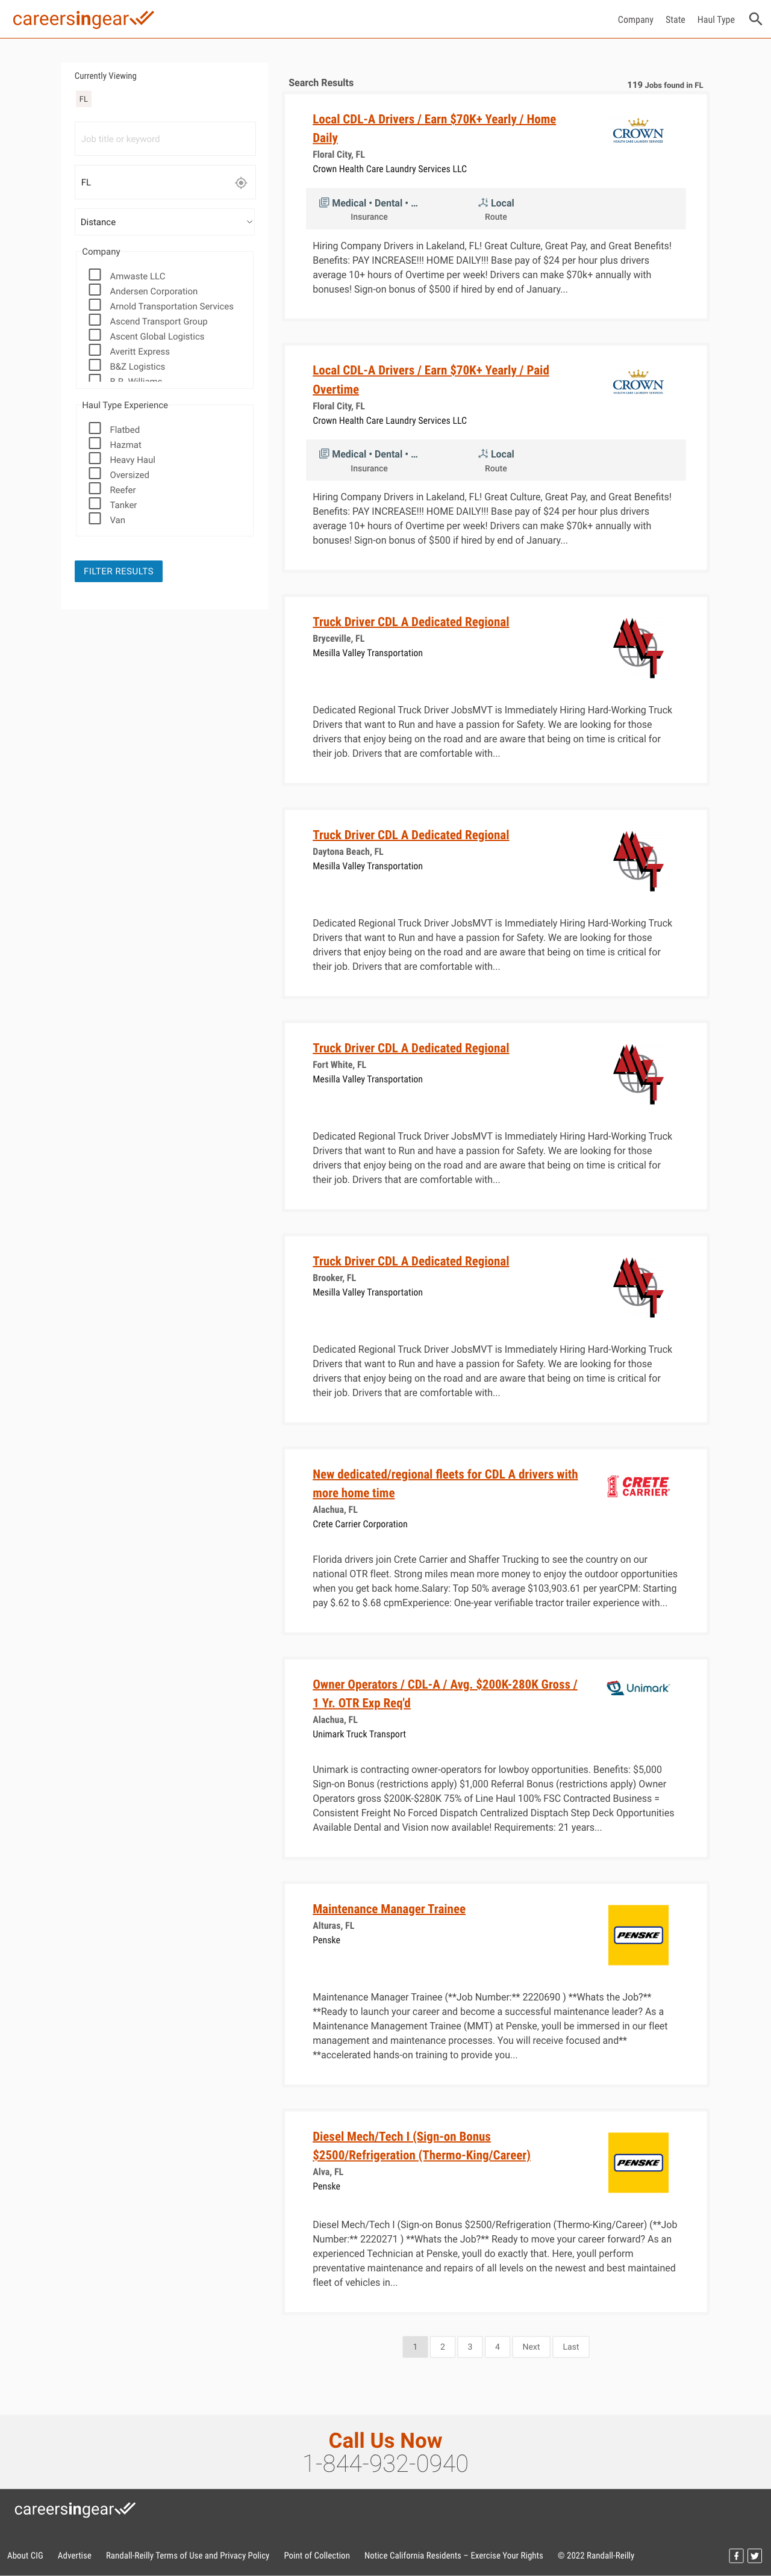 careersingear
Company State Haul Type
Currently Viewing
FL
Job title or keyword
FL
Distance
Company
Amwaste LLC
Andersen Corporation
Arnold Transportation Services
Ascend Transport Group
Ascent Global Logistics
Averitt Express
B&Z Logistics
Haul Type Experience
Flatbed
Hazmat
Heavy Haul
Oversized
Reefer
Tanker
Van
FILTER RESULTS
Search Results
119 Jobs found in FL
Local CDL-A Drivers / Earn $70K+ Yearly / Home
Daily
Floral City, FL
Crown Health Care Laundry Services LLC
CROWN
HEALTH CARE LAUNDRY SERVICES
Medical • Dental • ...
Insurance
Local
Route
Hiring Company Drivers in Lakeland, FL! Great Culture, Great Pay, and Great Benefits!
Benefits: PAY INCREASE!!! HOME DAILY!!! Base pay of $24 per hour plus drivers
average 10+ hours of Overtime per week! Drivers can make $70k+ annually with
bonuses! Sign-on bonus of $500 if hired by end of January...
Local CDL-A Drivers / Earn $70K+ Yearly / Paid
Overtime
Floral City, FL
Crown Health Care Laundry Services LLC
CROWN
HEALTH CARE LAUNDRY SERVICES
Medical • Dental • ...
Insurance
Local
Route
Hiring Company Drivers in Lakeland, FL! Great Culture, Great Pay, and Great Benefits!
Benefits: PAY INCREASE!!! HOME DAILY!!! Base pay of $24 per hour plus drivers
average 10+ hours of Overtime per week! Drivers can make $70k+ annually with
bonuses! Sign-on bonus of $500 if hired by end of January...
Truck Driver CDL A Dedicated Regional
Bryceville, FL
Mesilla Valley Transportation
MVT
Dedicated Regional Truck Driver JobsMVT is Immediately Hiring Hard-Working Truck
Drivers that want to Run and have a passion for Safety. We are looking for those
drivers that enjoy being on the road and are aware that being on time is critical for
their job. Drivers that are comfortable with...
Truck Driver CDL A Dedicated Regional
Daytona Beach, FL
Mesilla Valley Transportation
MVT
Dedicated Regional Truck Driver JobsMVT is Immediately Hiring Hard-Working Truck
Drivers that want to Run and have a passion for Safety. We are looking for those
drivers that enjoy being on the road and are aware that being on time is critical for
their job. Drivers that are comfortable with...
Truck Driver CDL A Dedicated Regional
Fort White, FL
Mesilla Valley Transportation
MVT
Dedicated Regional Truck Driver JobsMVT is Immediately Hiring Hard-Working Truck
Drivers that want to Run and have a passion for Safety. We are looking for those
drivers that enjoy being on the road and are aware that being on time is critical for
their job. Drivers that are comfortable with...
Truck Driver CDL A Dedicated Regional
Brooker, FL
Mesilla Valley Transportation
MVT
Dedicated Regional Truck Driver JobsMVT is Immediately Hiring Hard-Working Truck
Drivers that want to Run and have a passion for Safety. We are looking for those
drivers that enjoy being on the road and are aware that being on time is critical for
their job. Drivers that are comfortable with...
New dedicated/regional fleets for CDL A drivers with
more home time
Alachua, FL
Crete Carrier Corporation
CRETE
CARRIER
Florida drivers join Crete Carrier and Shaffer Trucking to see the country on our
national OTR fleet. Strong miles mean more money to enjoy the outdoor opportunities
when you get back home.Salary: Top 50% average $103,903.61 per yearCPM: Starting
pay $.62 to $.68 cpmExperience: One-year verifiable tractor trailer experience with...
Owner Operators / CDL-A / Avg. $200K-280K Gross /
1 Yr. OTR Exp Req'd
Alachua, FL
Unimark Truck Transport
Unimark
Unimark is contracting owner-operators for lowboy opportunities. Benefits: $5,000
Sign-on Bonus (restrictions apply) $1,000 Referral Bonus (restrictions apply) Owner
Operators gross $200K-$280K 75% of Line Haul 100% FSC Contracted Business =
Consistent Freight No Forced Dispatch Centralized Disptach Step Deck Opportunities
Available Dental and Vision now available! Requirements: 21 years...
Maintenance Manager Trainee
Alturas, FL
Penske
PENSKE
Maintenance Manager Trainee (**Job Number:** 2220690 ) **Whats the Job?**
**Ready to launch your career and become a successful maintenance leader? As a
Maintenance Management Trainee (MMT) at Penske, youll be immersed in our fleet
management and maintenance processes. You will receive focused and**
**accelerated hands-on training to provide you...
Diesel Mech/Tech I (Sign-on Bonus
$2500/Refrigeration (Thermo-King/Career)
Alva, FL
Penske
PENSKE
Diesel Mech/Tech I (Sign-on Bonus $2500/Refrigeration (Thermo-King/Career) (**Job
Number:** 2220271 ) **Whats the Job?** Ready to move your career forward? As an
experienced Technician at Penske, youll do exactly that. Here, youll perform
preventative maintenance and repairs of all levels on the newest and best maintained
fleet of vehicles in...
1 2 3 4 Next Last
Call Us Now
1-844-932-0940
careersingear
About CIG Advertise Randall-Reilly Terms of Use and Privacy Policy Point of Collection Notice California Residents – Exercise Your Rights © 2022 Randall-Reilly